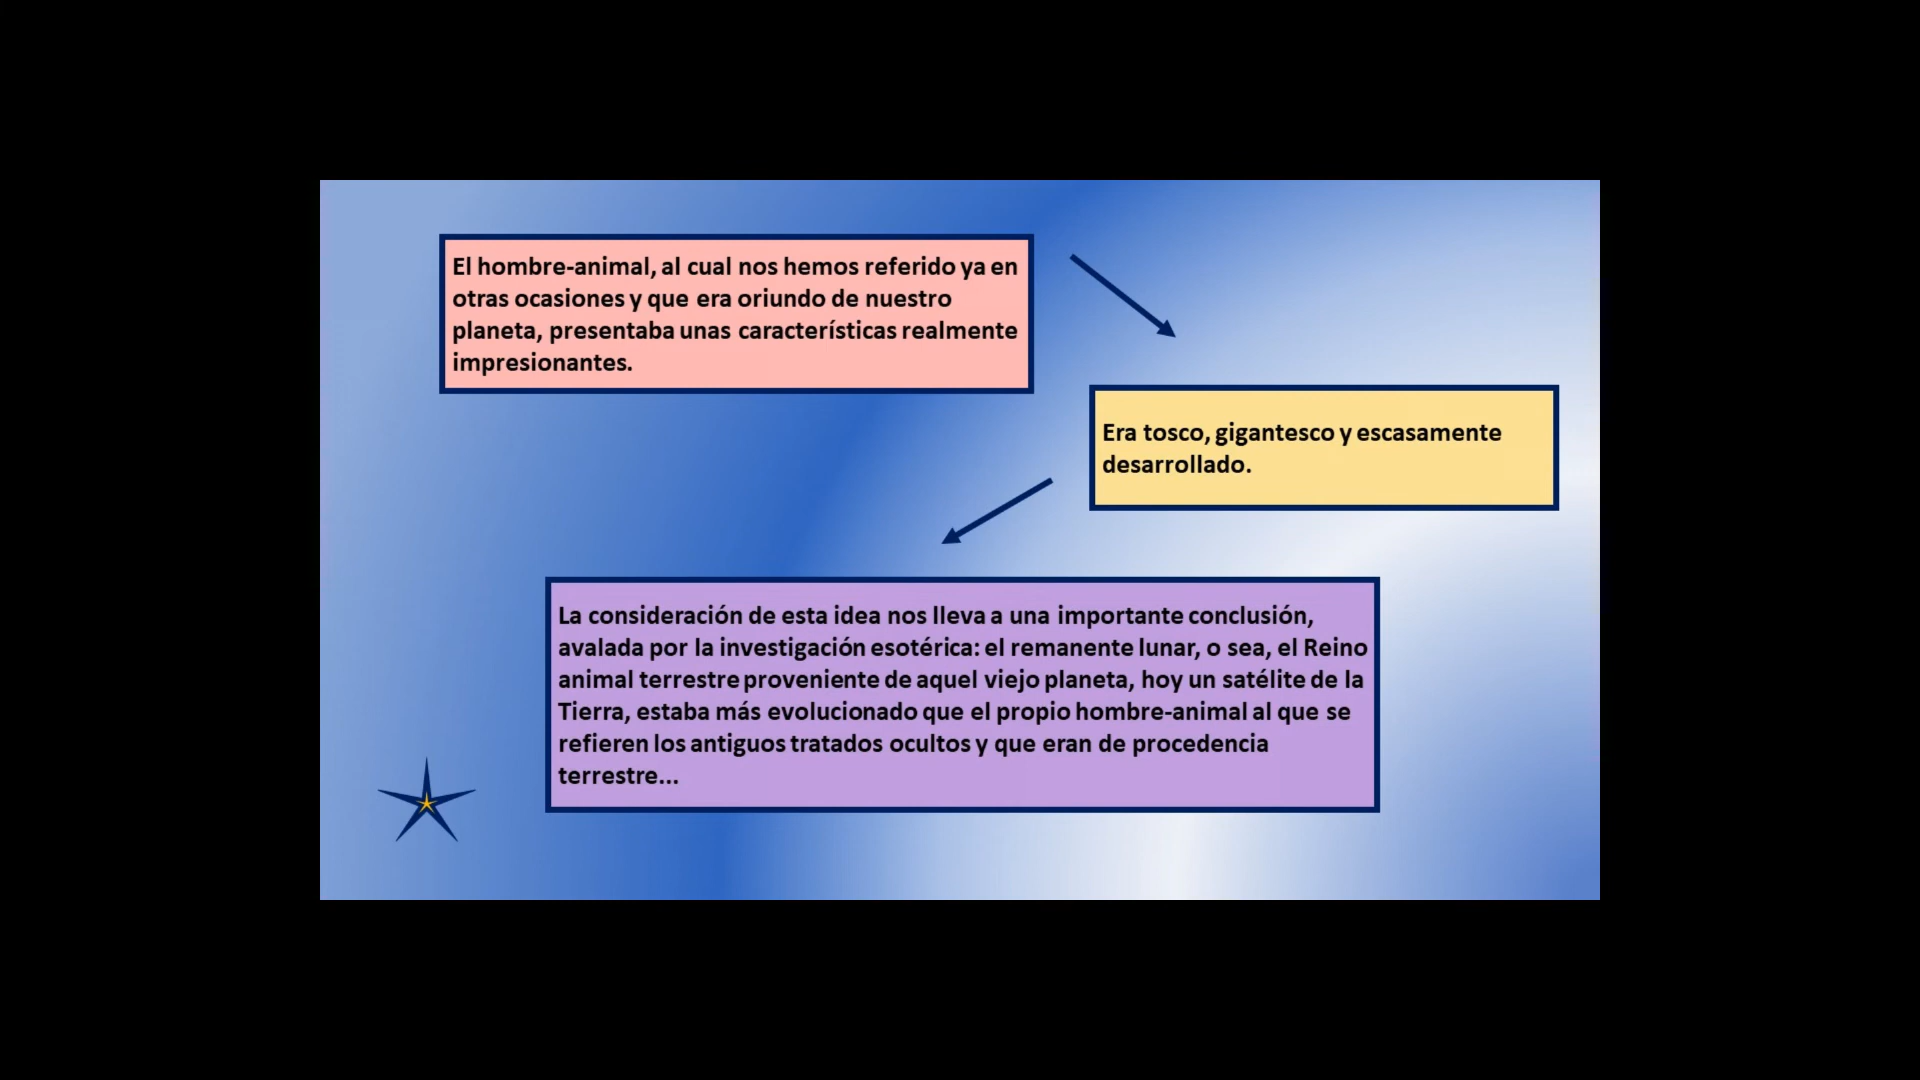 El hombre-animal, al cual nos hemos referido ya en
otras ocasiones y que era oriundo de nuestro
planeta, presentaba unas características realmente
impresionantes.
Era tosco, gigantesco y escasamente
desarrollado.
La consideración de esta idea nos lleva a una importante conclusión,
avalada por la investigación esotérica: el remanente lunar, o sea, el Reino
animal terrestre proveniente de aquel viejo planeta, hoy un satélite de la
Tierra, estaba más evolucionado que el propio hombre-animal al que se
refieren los antiguos tratados ocultos y que eran de procedencia
terrestre...